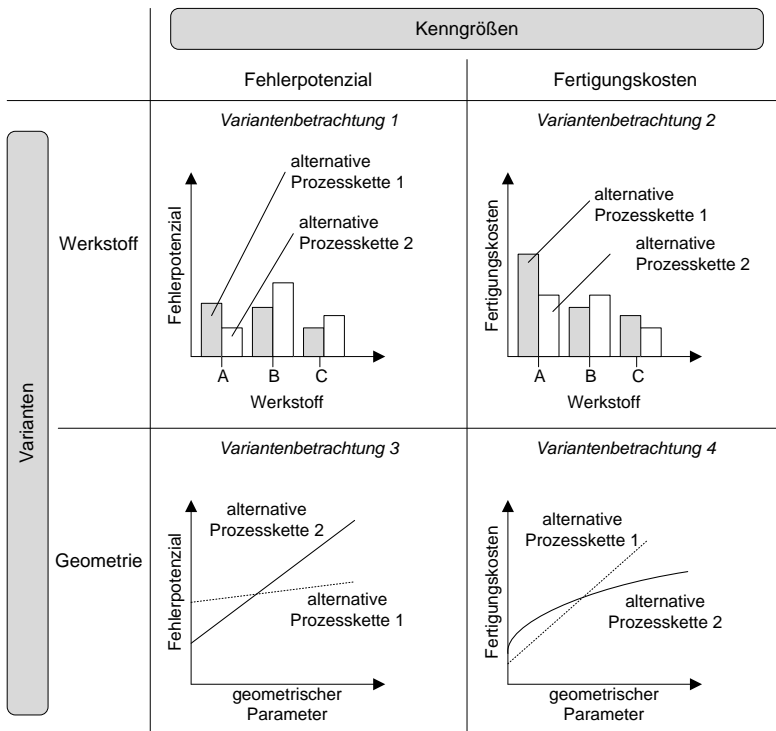 Kenngrößen
Fehlerpotenzial
Fertigungskosten
Varianten
Werkstoff
Variantenbetrachtung 1
alternative
Prozesskette 1
alternative
Prozesskette 2
Fehlerpotenzial
A B C
Werkstoff
Variantenbetrachtung 2
alternative
Prozesskette 1
alternative
Prozesskette 2
Fertigungskosten
A B C
Werkstoff
Geometrie
Variantenbetrachtung 3
alternative
Prozesskette 2
alternative
Prozesskette 1
Fehlerpotenzial
geometrischer
Parameter
Variantenbetrachtung 4
alternative
Prozesskette 1
alternative
Prozesskette 2
Fertigungskosten
geometrischer
Parameter